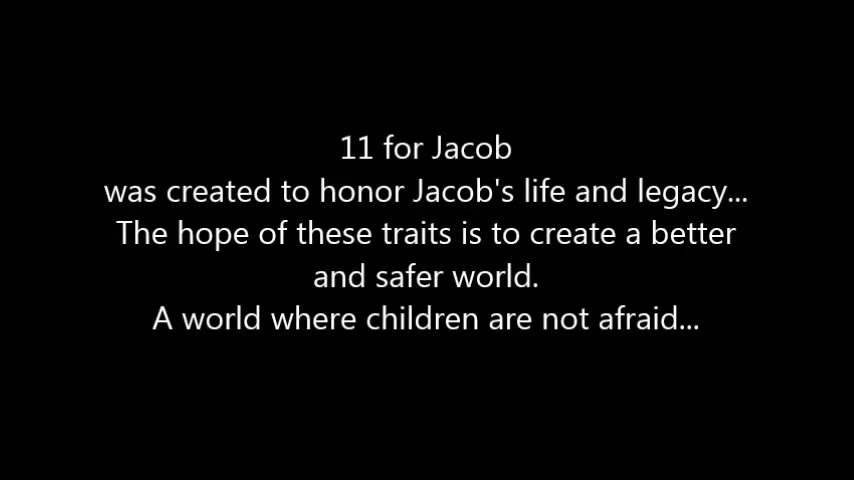 11 for Jacob
was created to honor Jacob's life and legacy...
The hope of these traits is to create a better
and safer world.
A world where children are not afraid...